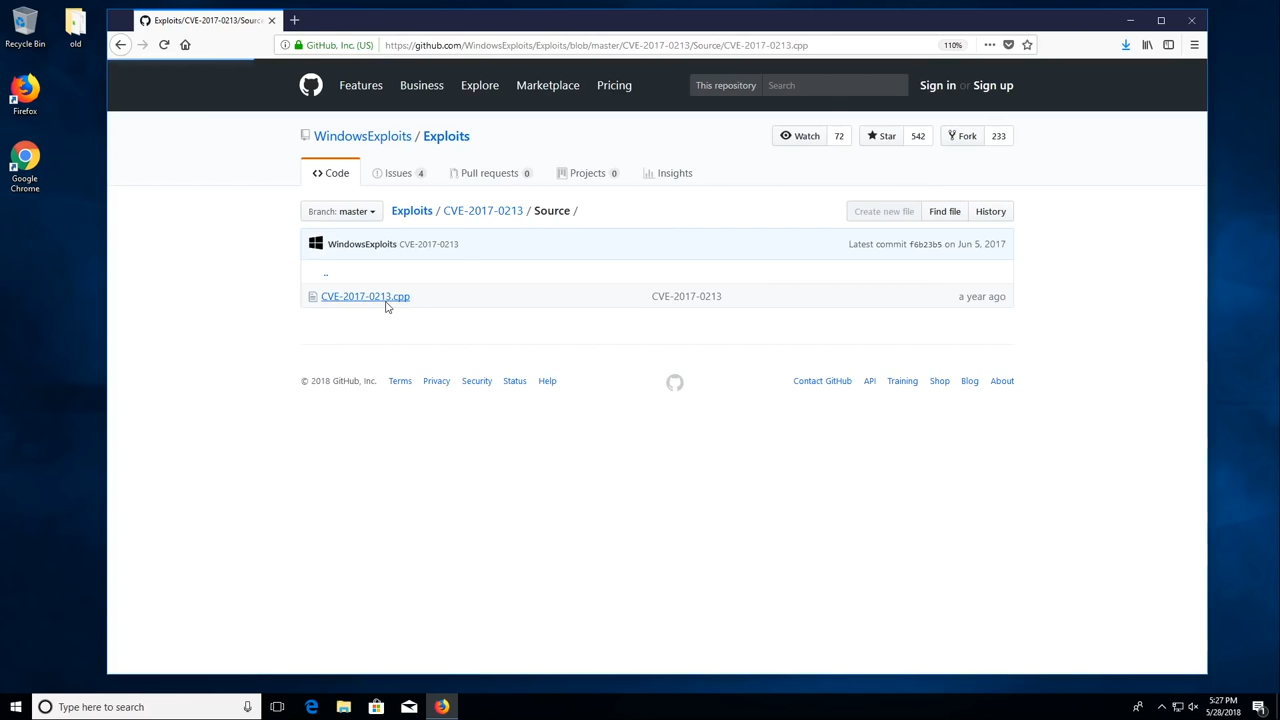 Recycle Bin
old
Firefox
Google Chrome
Exploits/CVE-2017-0213/Source
GitHub, Inc. (US)
https://github.com/WindowsExploits/Exploits/blob/master/CVE-2017-0213/Source/CVE-2017-0213.cpp
110%
Features Business Explore Marketplace Pricing
This repository Search
Sign in or Sign up
WindowsExploits / Exploits
Watch 72 Star 542 Fork 233
Code Issues 4 Pull requests 0 Projects 0 Insights
Branch: master
Exploits / CVE-2017-0213 / Source /
Create new file Find file History
WindowsExploits CVE-2017-0213
Latest commit f6b23b5 on Jun 5, 2017
..
CVE-2017-0213.cpp CVE-2017-0213 a year ago
© 2018 GitHub, Inc. Terms Privacy Security Status Help
Contact GitHub API Training Shop Blog About
Type here to search
5:27 PM
5/28/2018
1